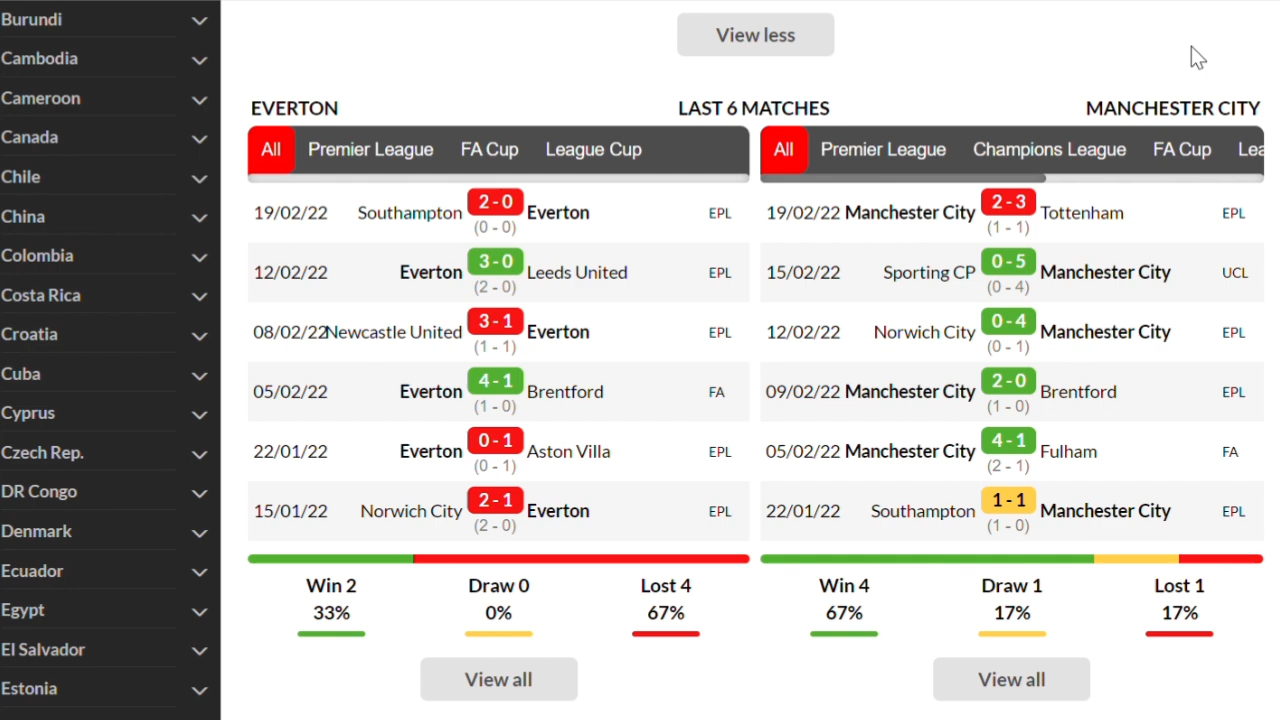 Burundi
Cambodia
Cameroon
Canada
Chile
China
Colombia
Costa Rica
Croatia
Cuba
Cyprus
Czech Rep.
DR Congo
Denmark
Ecuador
Egypt
El Salvador
Estonia
View less
EVERTON LAST 6 MATCHES MANCHESTER CITY
All Premier League FA Cup League Cup
19/02/22 Southampton 2 - 0 Everton EPL
(0 - 0)
12/02/22 Everton 3 - 0 Leeds United EPL
(2 - 0)
08/02/22 Newcastle United 3 - 1 Everton EPL
(1 - 1)
05/02/22 Everton 4 - 1 Brentford FA
(1 - 0)
22/01/22 Everton 0 - 1 Aston Villa EPL
(0 - 1)
15/01/22 Norwich City 2 - 1 Everton EPL
(2 - 0)
Win 2 Draw 0 Lost 4
33% 0% 67%
View all
All Premier League Champions League FA Cup Lea
19/02/22 Manchester City 2 - 3 Tottenham EPL
(1 - 1)
15/02/22 Sporting CP 0 - 5 Manchester City UCL
(0 - 4)
12/02/22 Norwich City 0 - 4 Manchester City EPL
(0 - 1)
09/02/22 Manchester City 2 - 0 Brentford EPL
(1 - 0)
05/02/22 Manchester City 4 - 1 Fulham FA
(2 - 1)
22/01/22 Southampton 1 - 1 Manchester City EPL
(1 - 0)
Win 4 Draw 1 Lost 1
67% 17% 17%
View all